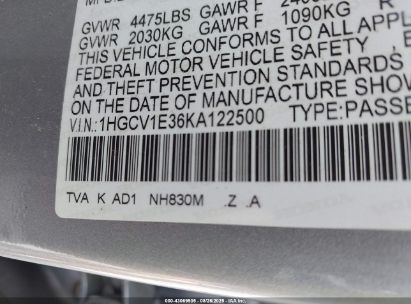 GVWR 4475LBS GAWR F
GVWR 2030KG GAWR F 1090KG R
THIS VEHICLE CONFORMS TO ALL APPL
FEDERAL MOTOR VEHICLE SAFETY
AND THEFT PREVENTION STANDARDS
ON THE DATE OF MANUFACTURE SHOWN
V.I.N.: 1HGCV1E36KA122500 TYPE:PASSE
TVA K AD1 NH830M .Z .A